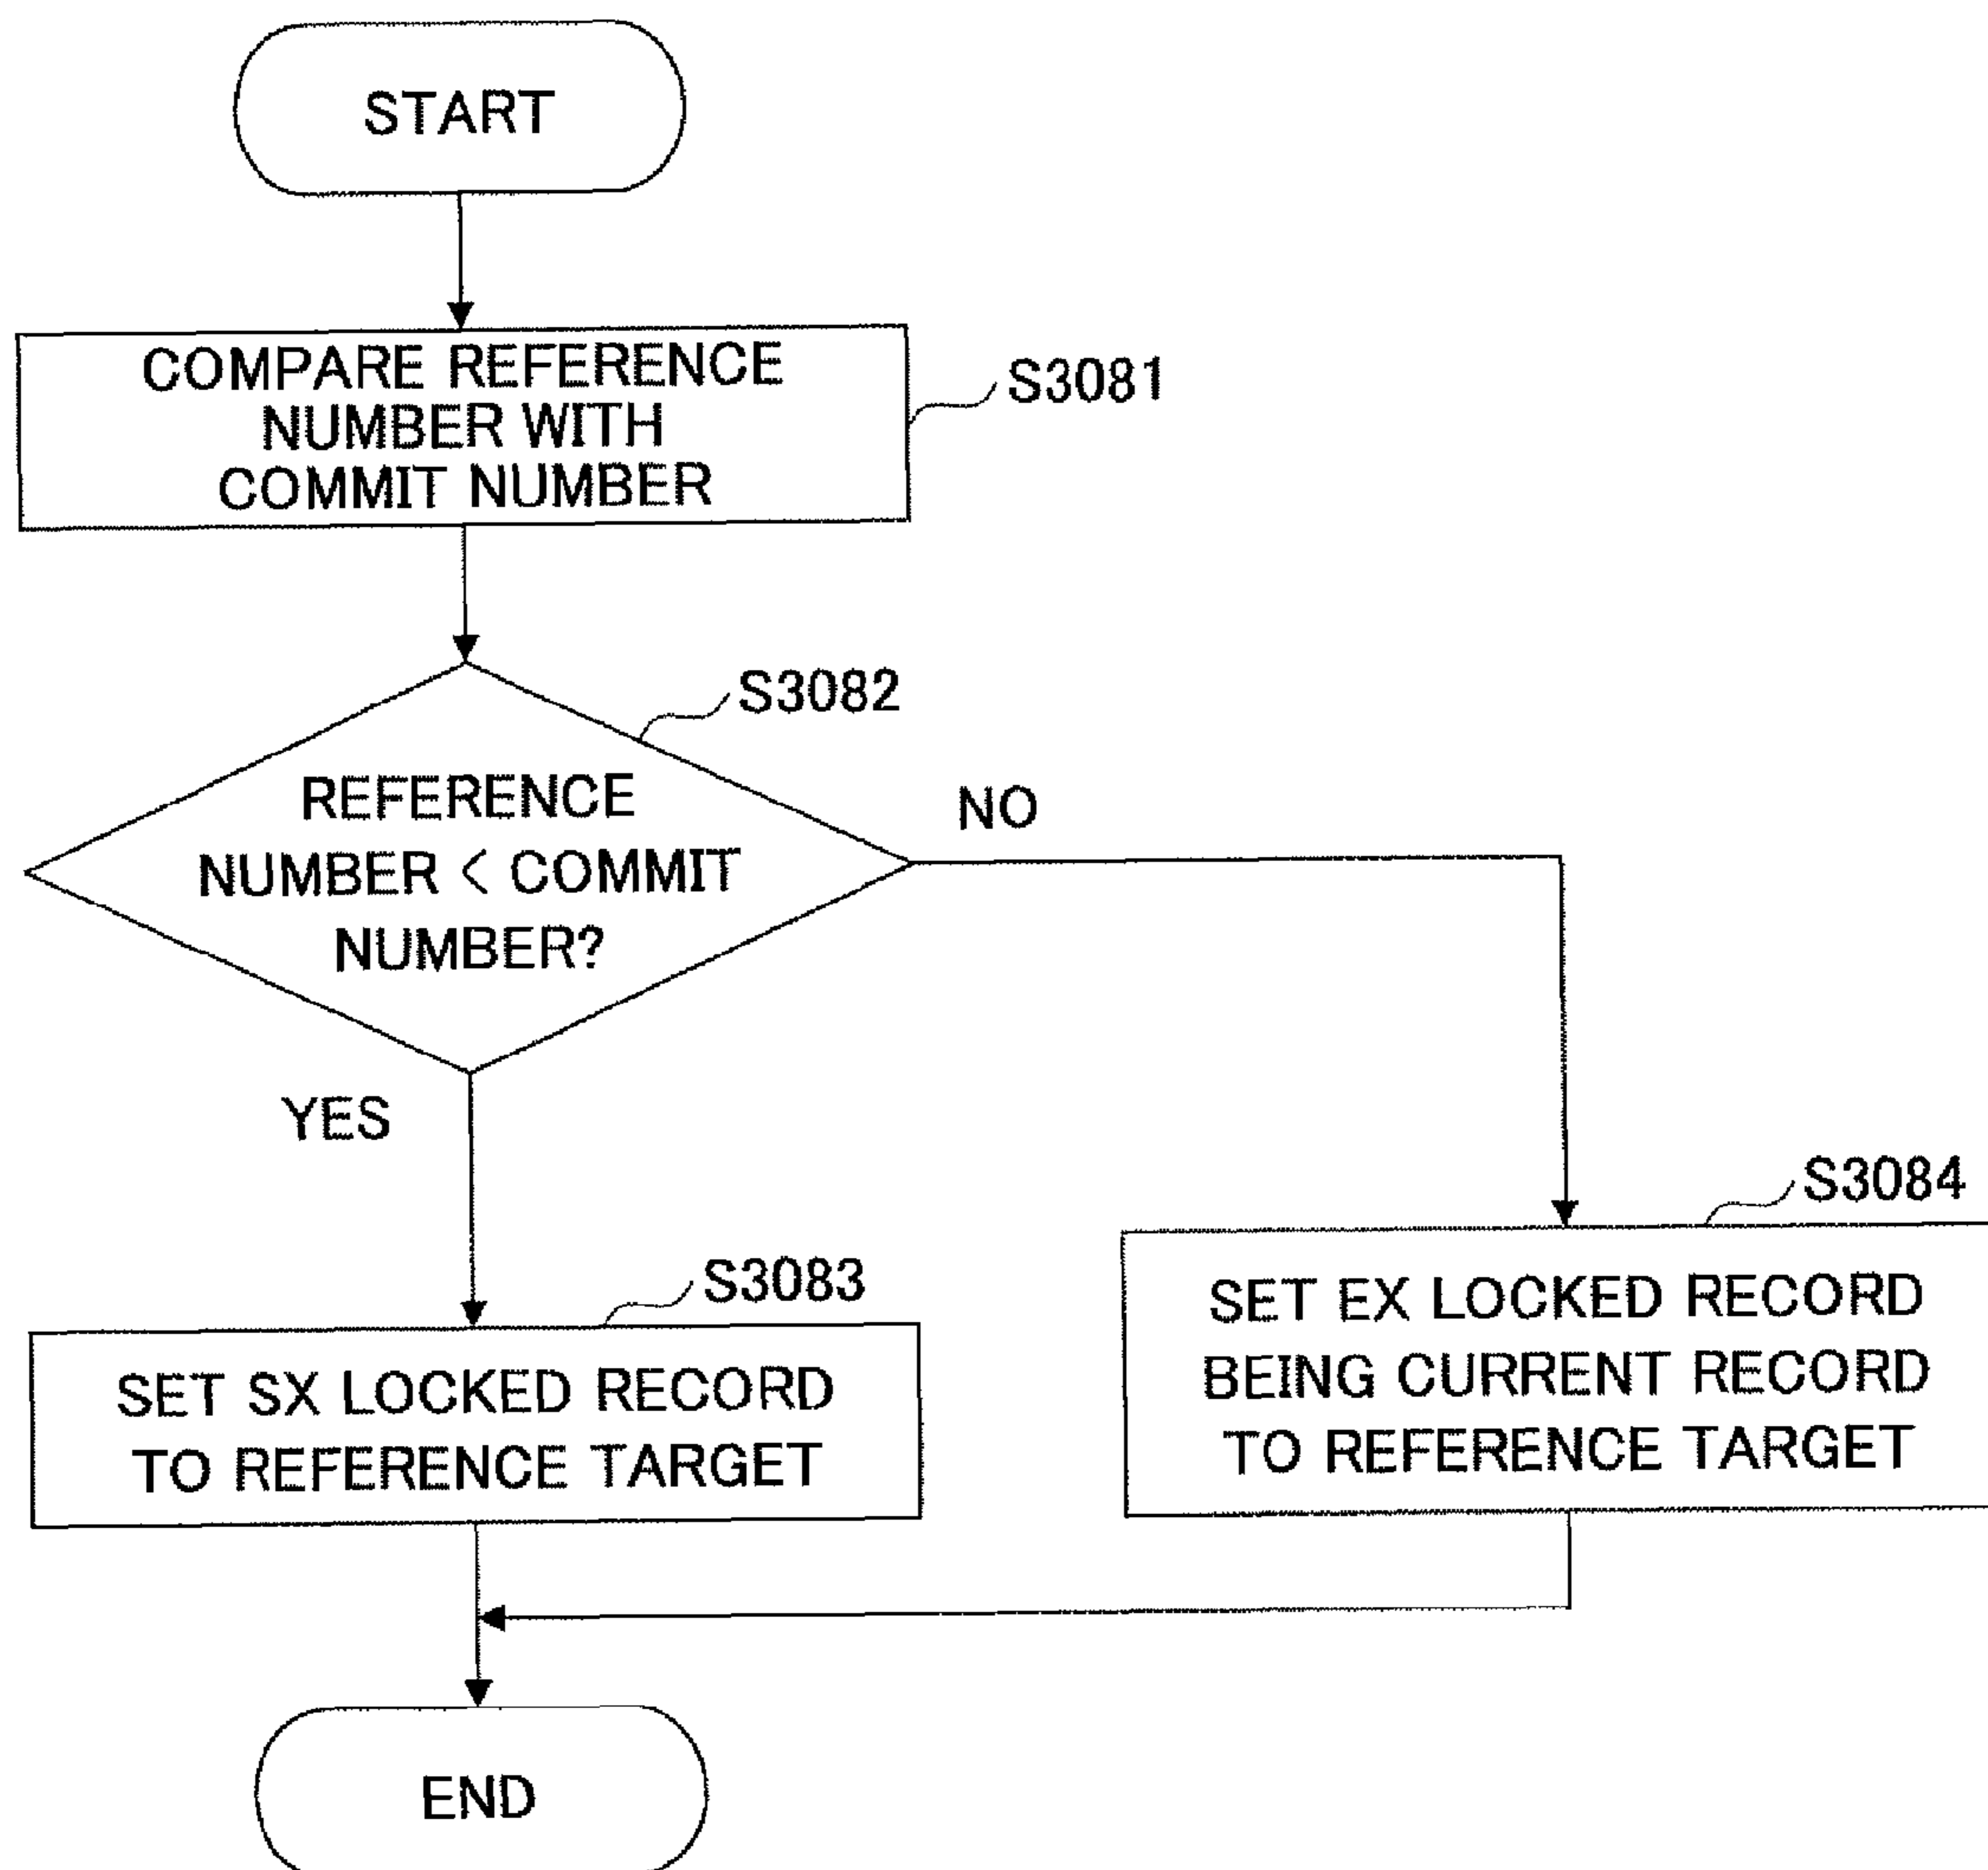 START
COMPARE REFERENCE
NUMBER WITH
COMMIT NUMBER
S3081
S3082
REFERENCE
NUMBER < COMMIT
NUMBER?
NO
YES
S3083
SET SX LOCKED RECORD
TO REFERENCE TARGET
S3084
SET EX LOCKED RECORD
BEING CURRENT RECORD
TO REFERENCE TARGET
END